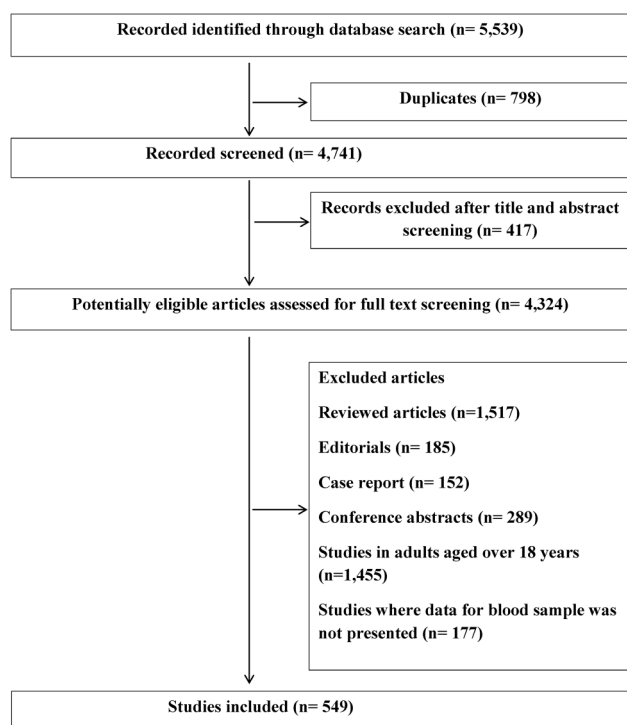 Recorded identified through database search (n= 5,539)
Duplicates (n= 798)
Recorded screened (n= 4,741)
Records excluded after title and abstract
screening (n= 417)
Potentially eligible articles assessed for full text screening (n= 4,324)
Excluded articles
Reviewed articles (n=1,517)
Editorials (n= 185)
Case report (n= 152)
Conference abstracts (n= 289)
Studies in adults aged over 18 years
(n=1,455)
Studies where data for blood sample was
not presented (n= 177)
Studies included (n= 549)